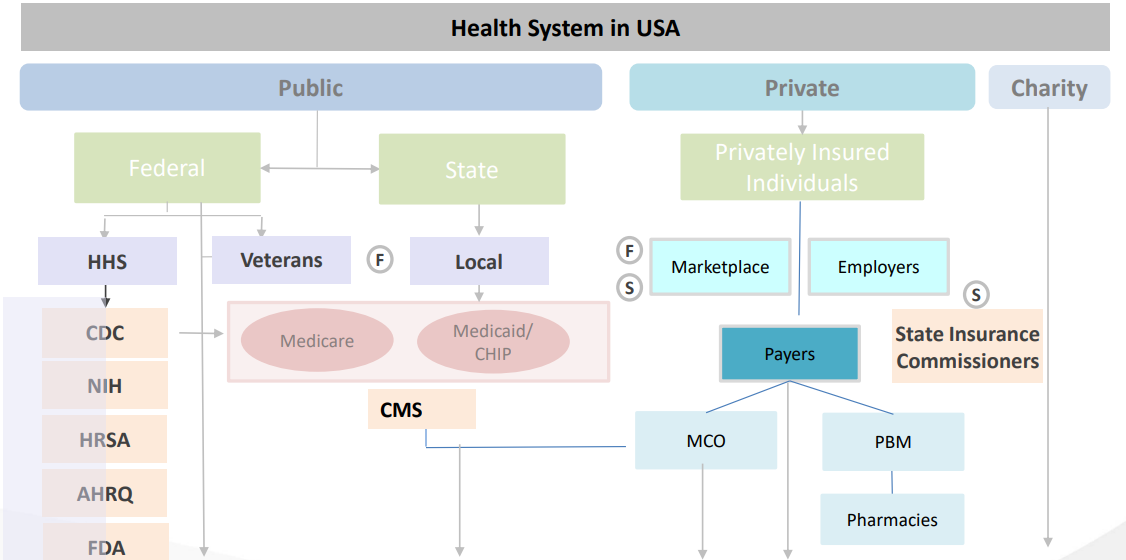 Health System in USA
Public
Private
Charity
Federal
State
Privately Insured
Individuals
HHS
Veterans
F
Local
F
S
Marketplace
Employers
S
CDC
Medicare
Medicaid/
CHIP
Payers
State Insurance
Commissioners
NIH
CMS
HRSA
MCO
PBM
AHRQ
Pharmacies
FDA